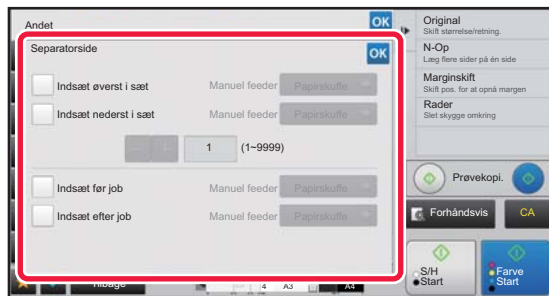 Andet OK
Separatorside OK
Indsæt øverst i sæt Manuel feeder Papirskuffe
Indsæt nederst i sæt Manuel feeder Papirskuffe
1 (1~9999)
Indsæt før job Manuel feeder Papirskuffe
Indsæt efter job Manuel feeder Papirskuffe
Tilbage 4 A3 A4
Original
Skift størrelse/retning.
N-Op
Læg flere sider på én side
Marginskift
Skift pos. for at opnå margen
Rader
Slet skygge omkring
Prøvekopi.
Forhåndsvis CA
S/H
Start
Farve
Start